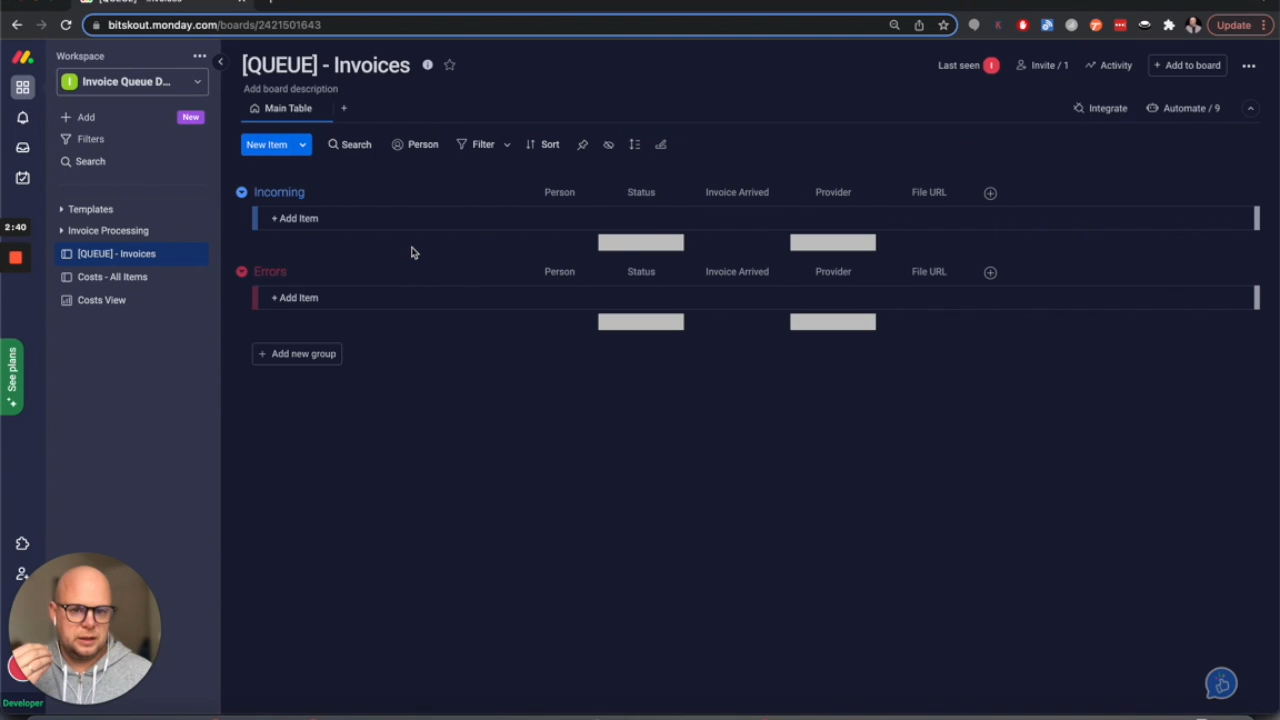 bitskout.monday.com/boards/2421501643
Update
Workspace
Invoice Queue D...
Add
New
Filters
Search
Templates
Invoice Processing
[QUEUE] - Invoices
Costs - All Items
Costs View
2:40
See plans
Developer
[QUEUE] - Invoices
Last seen
Invite / 1
Activity
+ Add to board
Add board description
Main Table
+
Integrate
Automate / 9
New Item
Search
Person
Filter
Sort
Incoming
Person
Status
Invoice Arrived
Provider
File URL
+ Add Item
Errors
Person
Status
Invoice Arrived
Provider
File URL
+ Add Item
+ Add new group